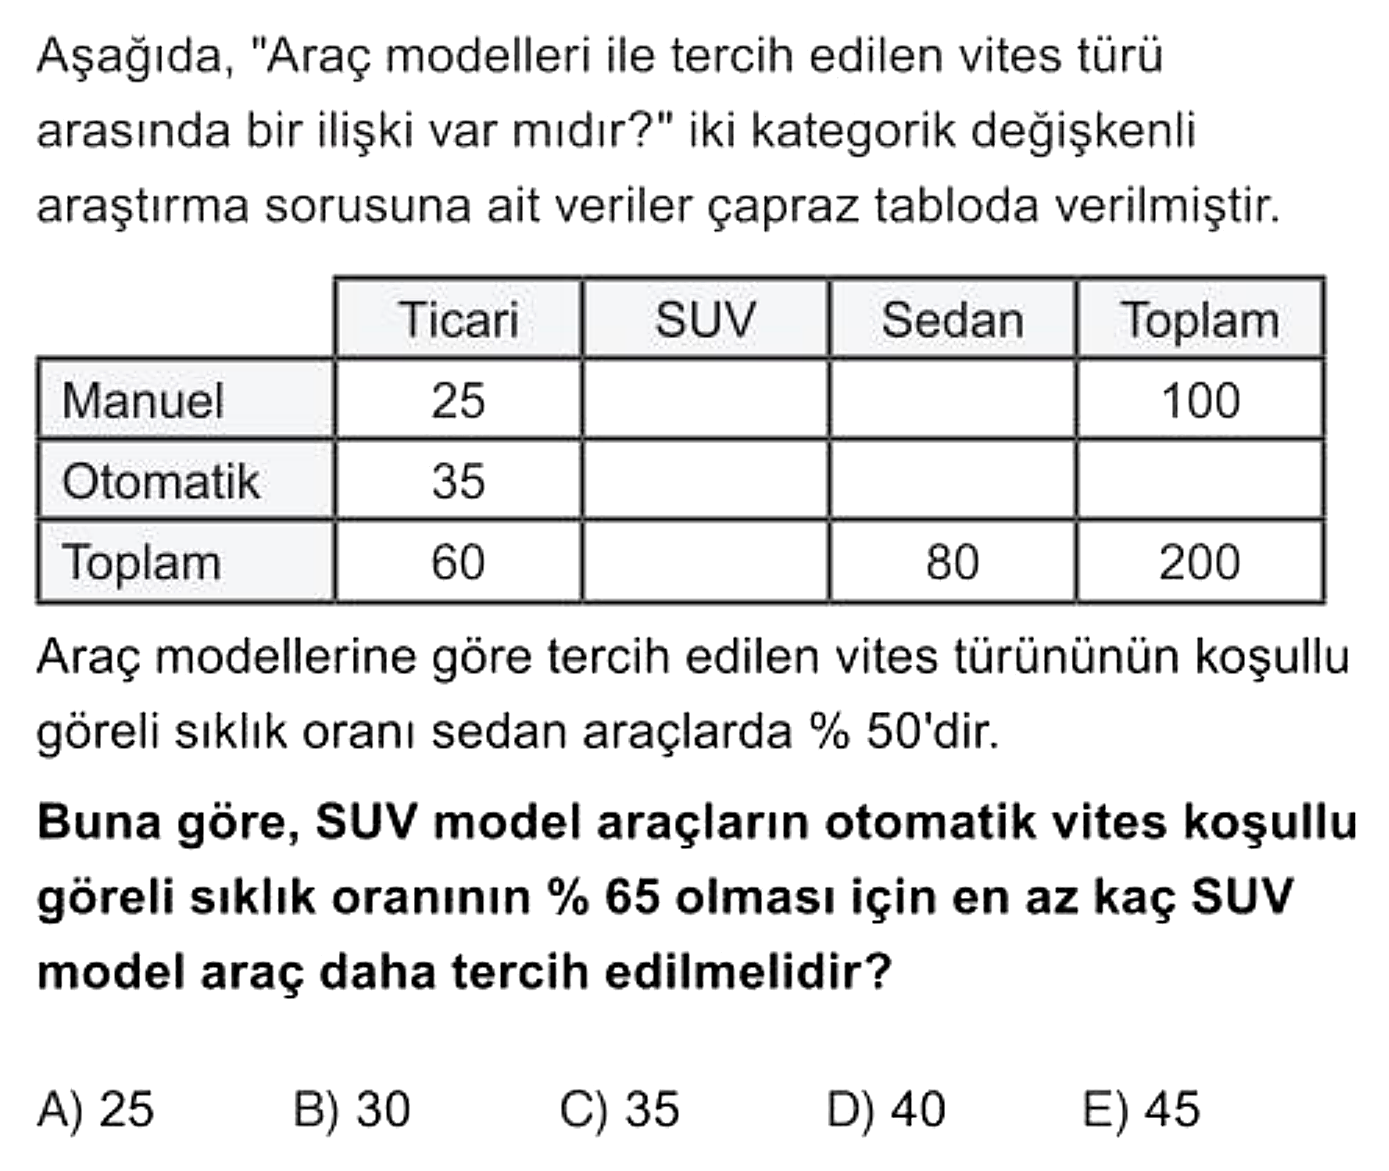 Aşağıda, "Araç modelleri ile tercih edilen vites türü
arasında bir ilişki var mıdır?" iki kategorik değişkenli
araştırma sorusuna ait veriler çapraz tabloda verilmiştir.
Ticari SUV Sedan Toplam
Manuel 25 100
Otomatik 35
Toplam 60 80 200
Araç modellerine göre tercih edilen vites türününün koşullu
göreli sıklık oranı sedan araçlarda % 50'dir.
Buna göre, SUV model araçların otomatik vites koşullu
göreli sıklık oranının % 65 olması için en az kaç SUV
model araç daha tercih edilmelidir?
A) 25 B) 30 C) 35 D) 40 E) 45